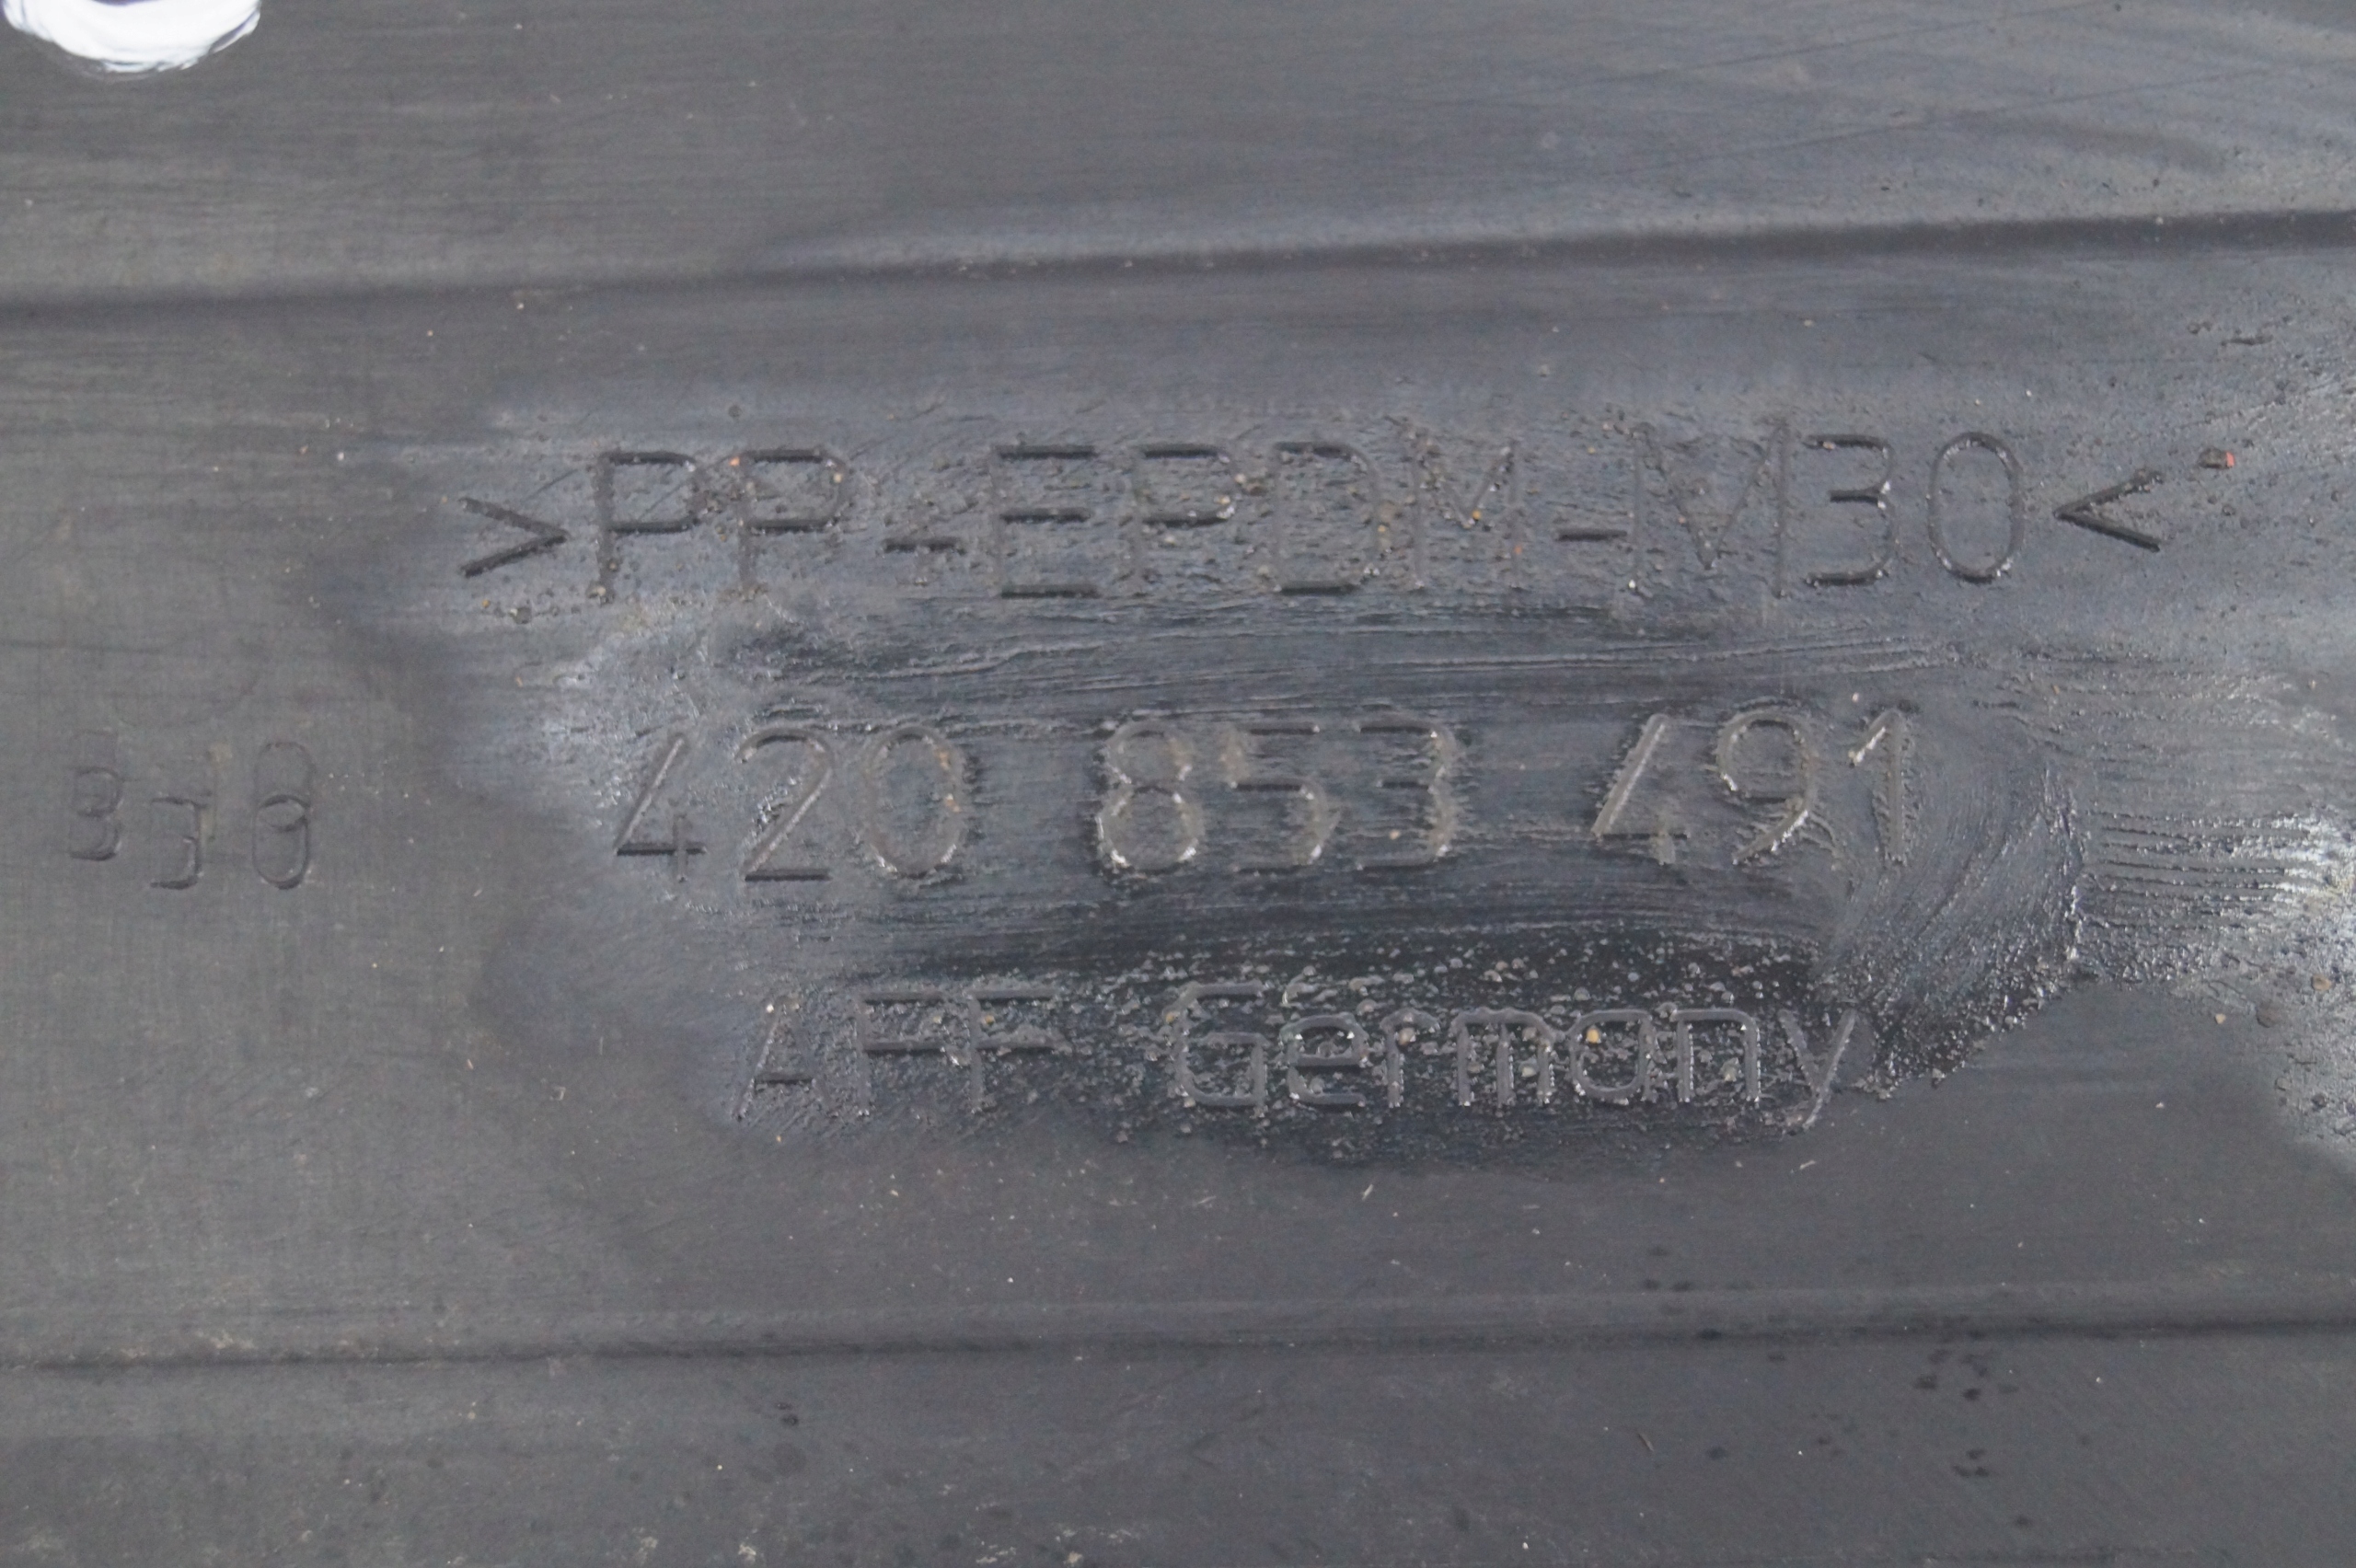 >PP-EPDM-M30<
420 853 491
AFF Germany